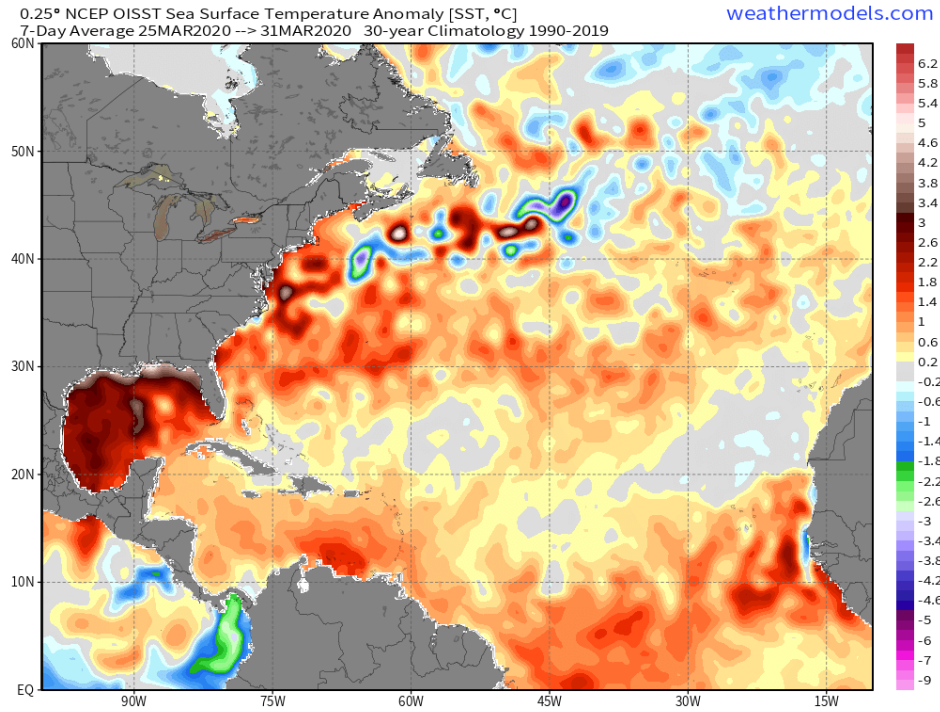 0.25° NCEP OISST Sea Surface Temperature Anomaly [SST, °C]
weathermodels.com
7-Day Average 25MAR2020 --> 31MAR2020 30-year Climatology 1990-2019
60N
50N
40N
30N
20N
10N
EQ
90W
75W
60W
45W
30W
15W
6.2
5.8
5.4
5
4.6
4.2
3.8
3.4
3
2.6
2.2
1.8
1.4
1
0.6
0.2
-0.2
-0.6
-1
-1.4
-1.8
-2.2
-2.6
-3
-3.4
-3.8
-4.2
-4.6
-5
-6
-7
-9